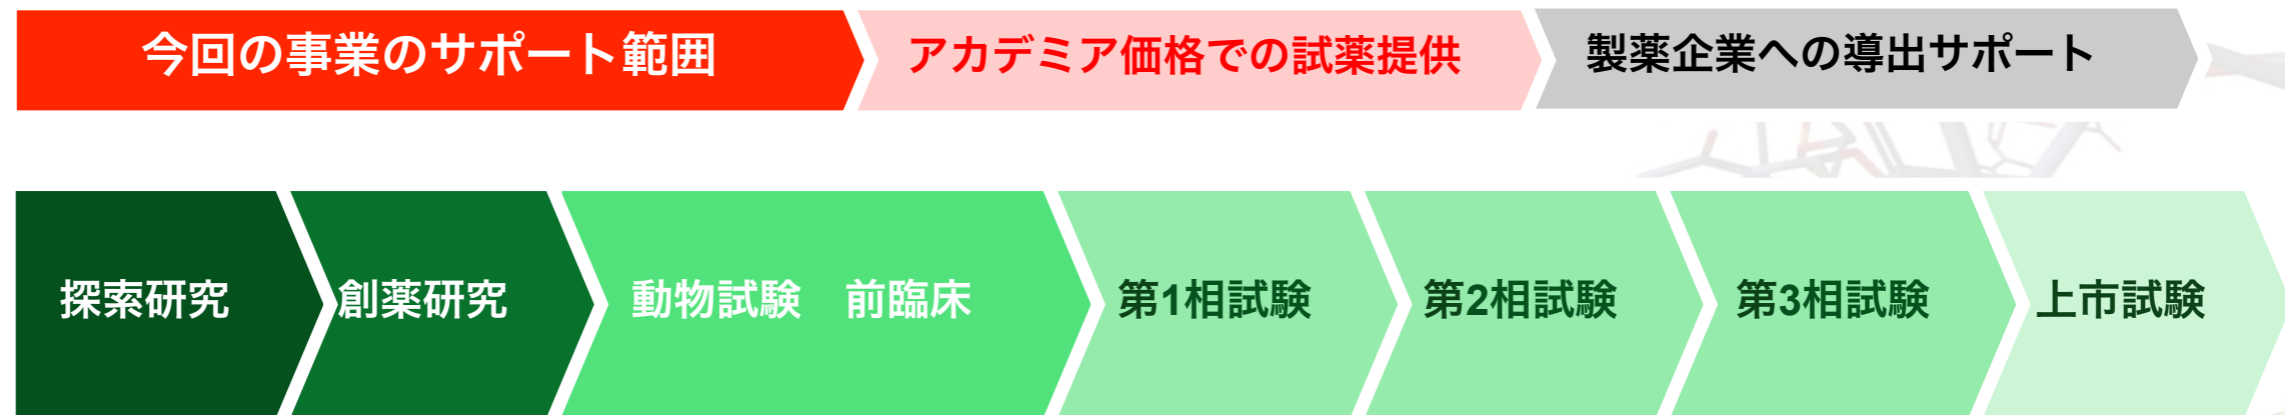 今回の事業のサポート範囲
アカデミア価格での試薬提供
製薬企業への導出サポート
探索研究
創薬研究
動物試験　前臨床
第1相試験
第2相試験
第3相試験
上市試験